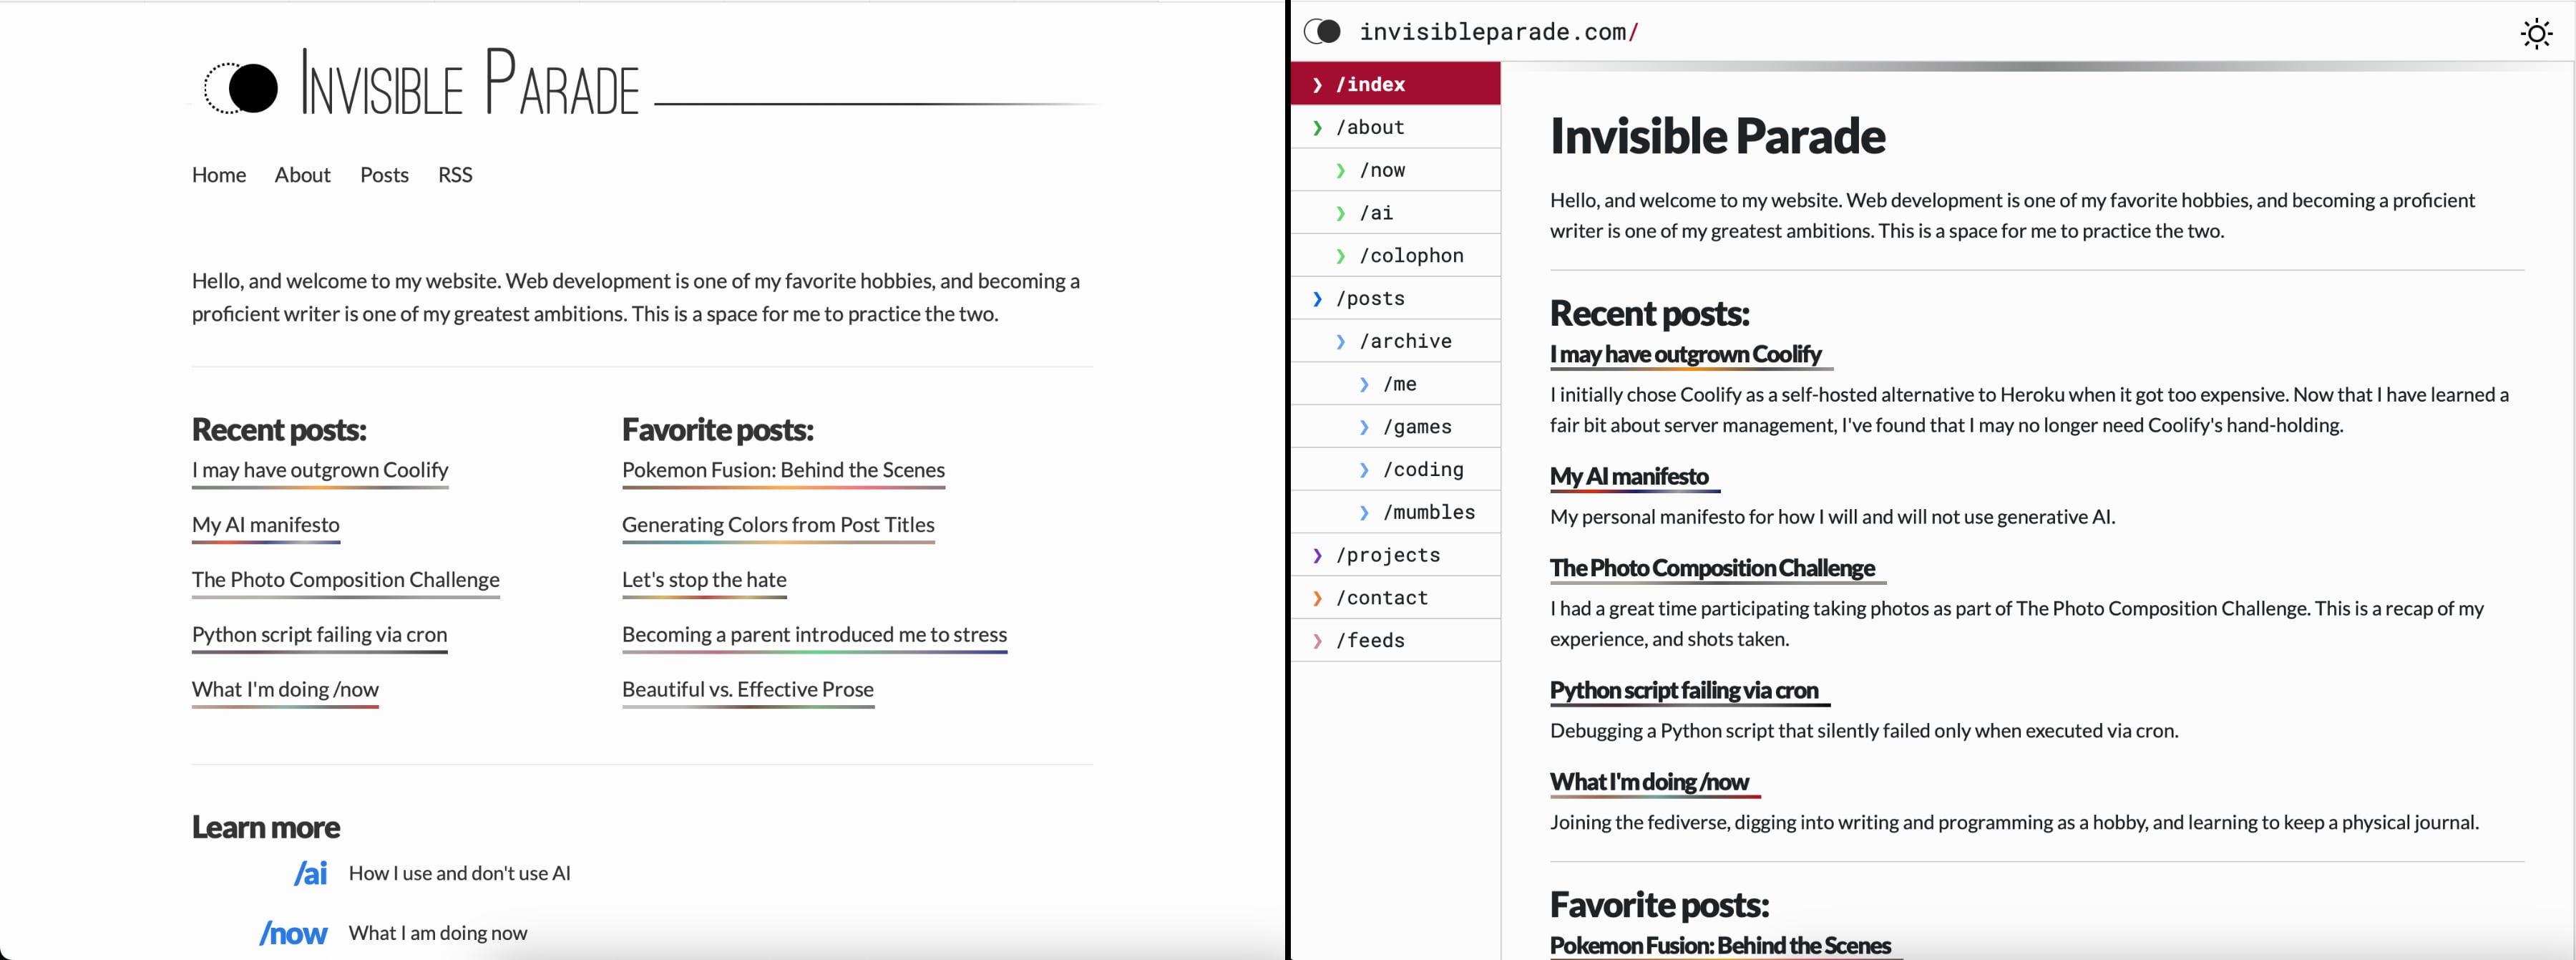 Invisible Parade
Home About Posts RSS
Hello, and welcome to my website. Web development is one of my favorite hobbies, and becoming a
proficient writer is one of my greatest ambitions. This is a space for me to practice the two.
Recent posts:
I may have outgrown Coolify
My AI manifesto
The Photo Composition Challenge
Python script failing via cron
What I'm doing /now
Favorite posts:
Pokemon Fusion: Behind the Scenes
Generating Colors from Post Titles
Let's stop the hate
Becoming a parent introduced me to stress
Beautiful vs. Effective Prose
Learn more
/ai How I use and don't use AI
/now What I am doing now
invisibleparade.com/
❯ /index
❯ /about
❯ /now
❯ /ai
❯ /colophon
❯ /posts
❯ /archive
❯ /me
❯ /games
❯ /coding
❯ /mumbles
❯ /projects
❯ /contact
❯ /feeds
Invisible Parade
Hello, and welcome to my website. Web development is one of my favorite hobbies, and becoming a proficient
writer is one of my greatest ambitions. This is a space for me to practice the two.
Recent posts:
I may have outgrown Coolify
I initially chose Coolify as a self-hosted alternative to Heroku when it got too expensive. Now that I have learned a
fair bit about server management, I've found that I may no longer need Coolify's hand-holding.
My AI manifesto
My personal manifesto for how I will and will not use generative AI.
The Photo Composition Challenge
I had a great time participating taking photos as part of The Photo Composition Challenge. This is a recap of my
experience, and shots taken.
Python script failing via cron
Debugging a Python script that silently failed only when executed via cron.
What I'm doing /now
Joining the fediverse, digging into writing and programming as a hobby, and learning to keep a physical journal.
Favorite posts:
Pokemon Fusion: Behind the Scenes